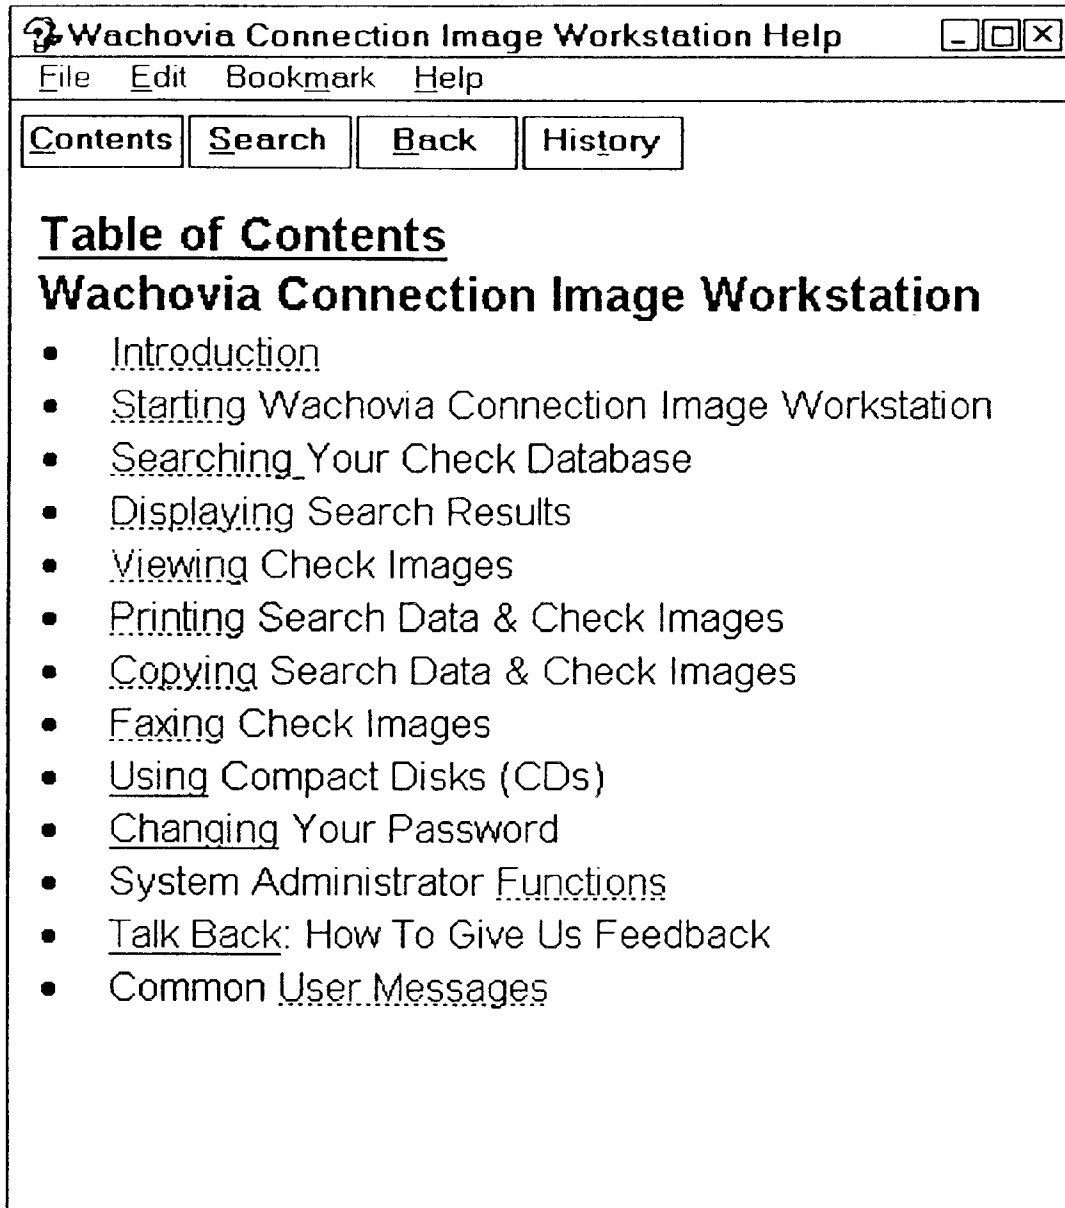 Wachovia Connection Image Workstation Help
File Edit Bookmark Help
Contents Search Back History
Table of Contents
Wachovia Connection Image Workstation
• Introduction
• Starting Wachovia Connection Image Workstation
• Searching Your Check Database
• Displaying Search Results
• Viewing Check Images
• Printing Search Data & Check Images
• Copying Search Data & Check Images
• Faxing Check Images
• Using Compact Disks (CDs)
• Changing Your Password
• System Administrator Functions
• Talk Back: How To Give Us Feedback
• Common User Messages